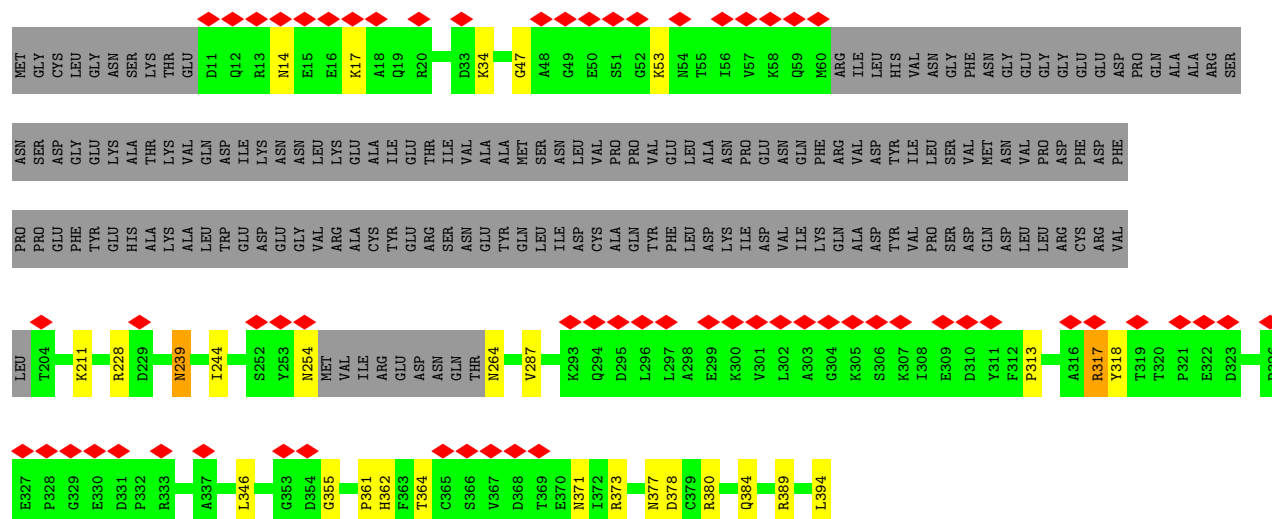 MET GLY CYS LEU GLY ASN SER LYS THR GLU D11 Q12 R13 N14 E15 E16 K17 A18 Q19 R20 D33 K34 G47 A48 G49 E50 S51 G52 K53 N54 T55 I56 V57 K58 Q59 M60 ARG ILE LEU HIS VAL ASN GLY PHE ASN GLY GLU GLY GLY GLU GLU ASP PRO GLN ALA ALA ARG SER
ASN SER ASP GLY GLU LYS ALA THR LYS VAL GLN ASP ILE LYS ASN ASN LEU LYS GLU ALA ILE GLU THR ILE VAL ALA ALA MET SER ASN LEU VAL PRO PRO VAL GLU LEU ALA ASN PRO GLU ASN GLN PHE ARG VAL ASP TYR ILE LEU SER VAL MET ASN VAL PRO ASP PHE ASP PHE
PRO PRO GLU PHE TYR GLU HIS ALA LYS ALA LEU TRP GLU ASP GLU GLY VAL ARG ALA CYS TYR GLU ARG SER ASN GLU TYR GLN LEU ILE ASP CYS ALA GLN TYR PHE LEU ASP LYS ILE ASP VAL ILE LYS GLN ALA ASP TYR VAL PRO SER ASP GLN ASP LEU LEU ARG CYS ARG VAL
LEU T204 K211 R228 D229 N239 I244 S252 Y253 N254 MET VAL ILE ARG GLU ASP ASN GLN THR N264 V287 K293 Q294 D295 L296 L297 A298 E299 K300 V301 L302 A303 G304 K305 S306 K307 I308 E309 D310 Y311 F312 P313 A316 R317 Y318 T319 T320 P321 E322 D323
E327 P328 G329 E330 D331 P332 R333 A337 L346 G353 D354 G355 P361 H362 F363 T364 C365 S366 V367 D368 T369 E370 N371 I372 R373 N377 D378 C379 R380 Q384 R389 L394